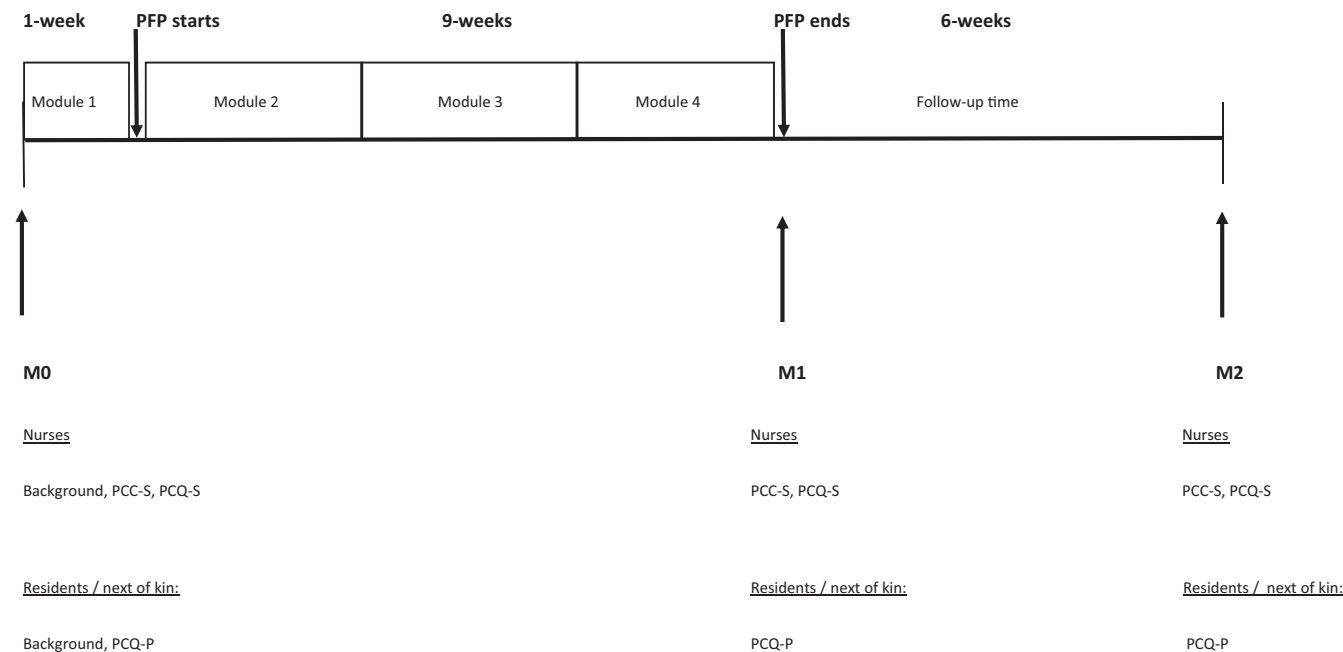 1-week PFP starts 9-weeks PFP ends 6-weeks
Module 1 Module 2 Module 3 Module 4 Follow-up time
M0 M1 M2
Nurses Nurses Nurses
Background, PCC-S, PCQ-S PCC-S, PCQ-S PCC-S, PCQ-S
Residents / next of kin: Residents / next of kin: Residents / next of kin:
Background, PCQ-P PCQ-P PCQ-P